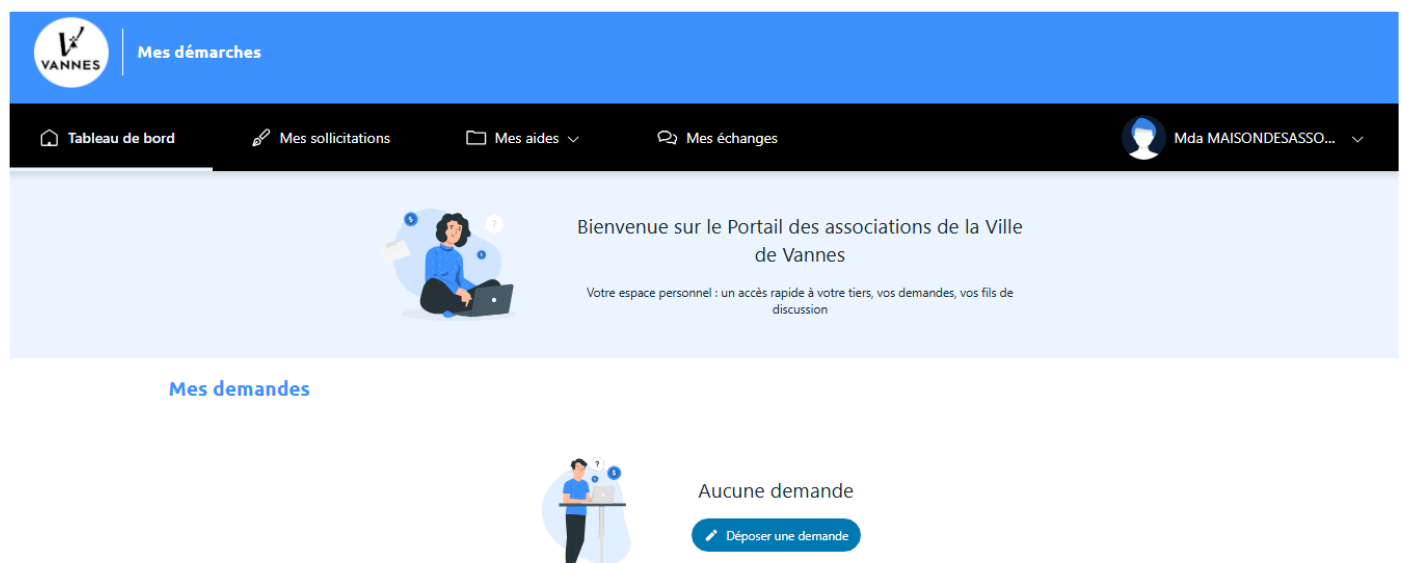 VANNES
Mes démarches
Tableau de bord
Mes sollicitations
Mes aides
Mes échanges
Mda MAISONDESASSO...
$
?
Bienvenue sur le Portail des associations de la Ville
de Vannes
Votre espace personnel : un accès rapide à votre tiers, vos demandes, vos fils de
discussion
Mes demandes
?
$
Aucune demande
Déposer une demande